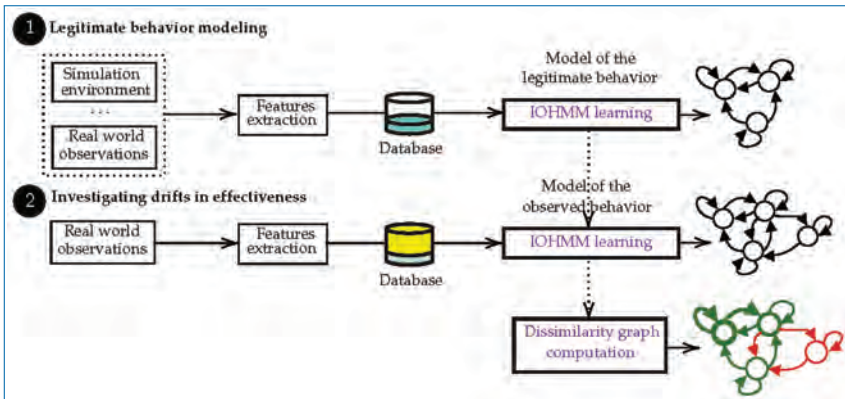 1 Legitimate behavior modeling
Simulation
environment
...
Real world
observations
Features
extraction
Database
Model of the
legitimate behavior
IOHMM learning
2 Investigating drifts in effectiveness
Real world
observations
Features
extraction
Database
Model of the
observed behavior
IOHMM learning
Dissimilarity graph
computation